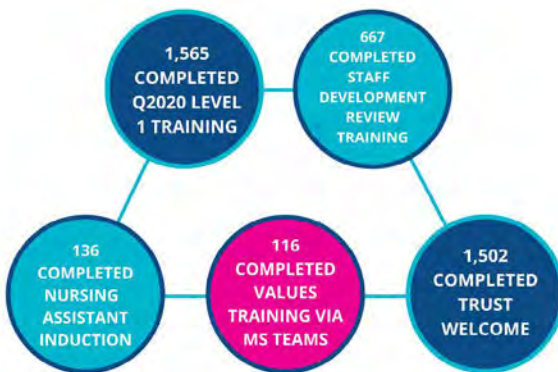 1,565
COMPLETED
Q2020 LEVEL
1 TRAINING
667
COMPLETED
STAFF
DEVELOPMENT
REVIEW
TRAINING
136
COMPLETED
NURSING
ASSISTANT
INDUCTION
116
COMPLETED
VALUES
TRAINING VIA
MS TEAMS
1,502
COMPLETED
TRUST
WELCOME